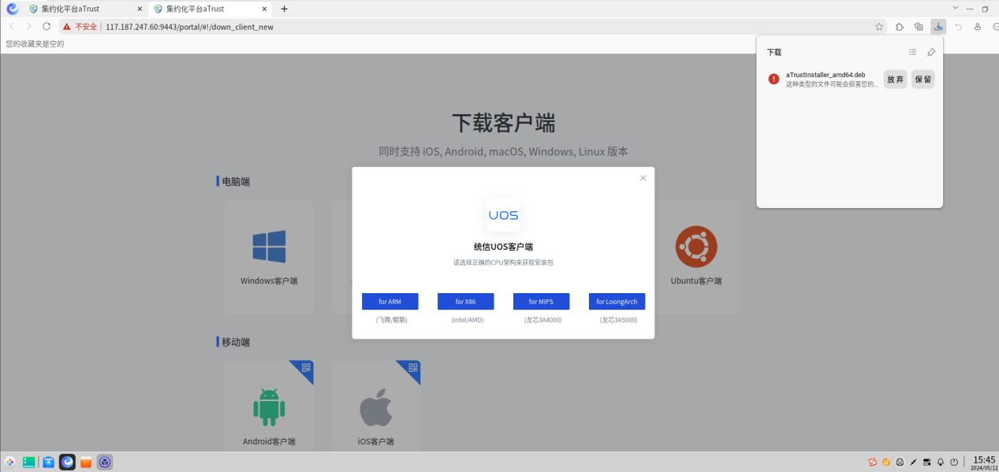 集约化平台aTrust
集约化平台aTrust
不安全 117.187.247.60:9443/portal/#!/down_client_new
您的收藏夹是空的
下载
aTrustInstaller_amd64.deb
这种类型的文件可能会损害您的...
放弃
保留
下载客户端
同时支持 iOS, Android, macOS, Windows, Linux 版本
电脑端
UOS
统信UOS客户端
请选择正确的CPU架构来获取安装包
for ARM
for X86
for MIPS
for LoongArch
(飞腾/鲲鹏)
(intel/AMD)
(龙芯3A4000)
(龙芯3A5000)
Windows客户端
Ubuntu客户端
移动端
Android客户端
iOS客户端
15:45
2024/05/11